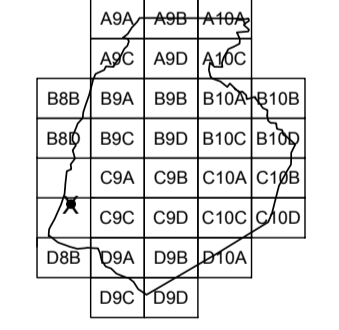 A9A A9B A10A
A9C A9D A10C
B8B B9A B9B B10A B10B
B8D B9C B9D B10C B10D
C9A C9B C10A C10B
C9C C9D C10C C10D
D8B D9A D9B D10A
D9C D9D